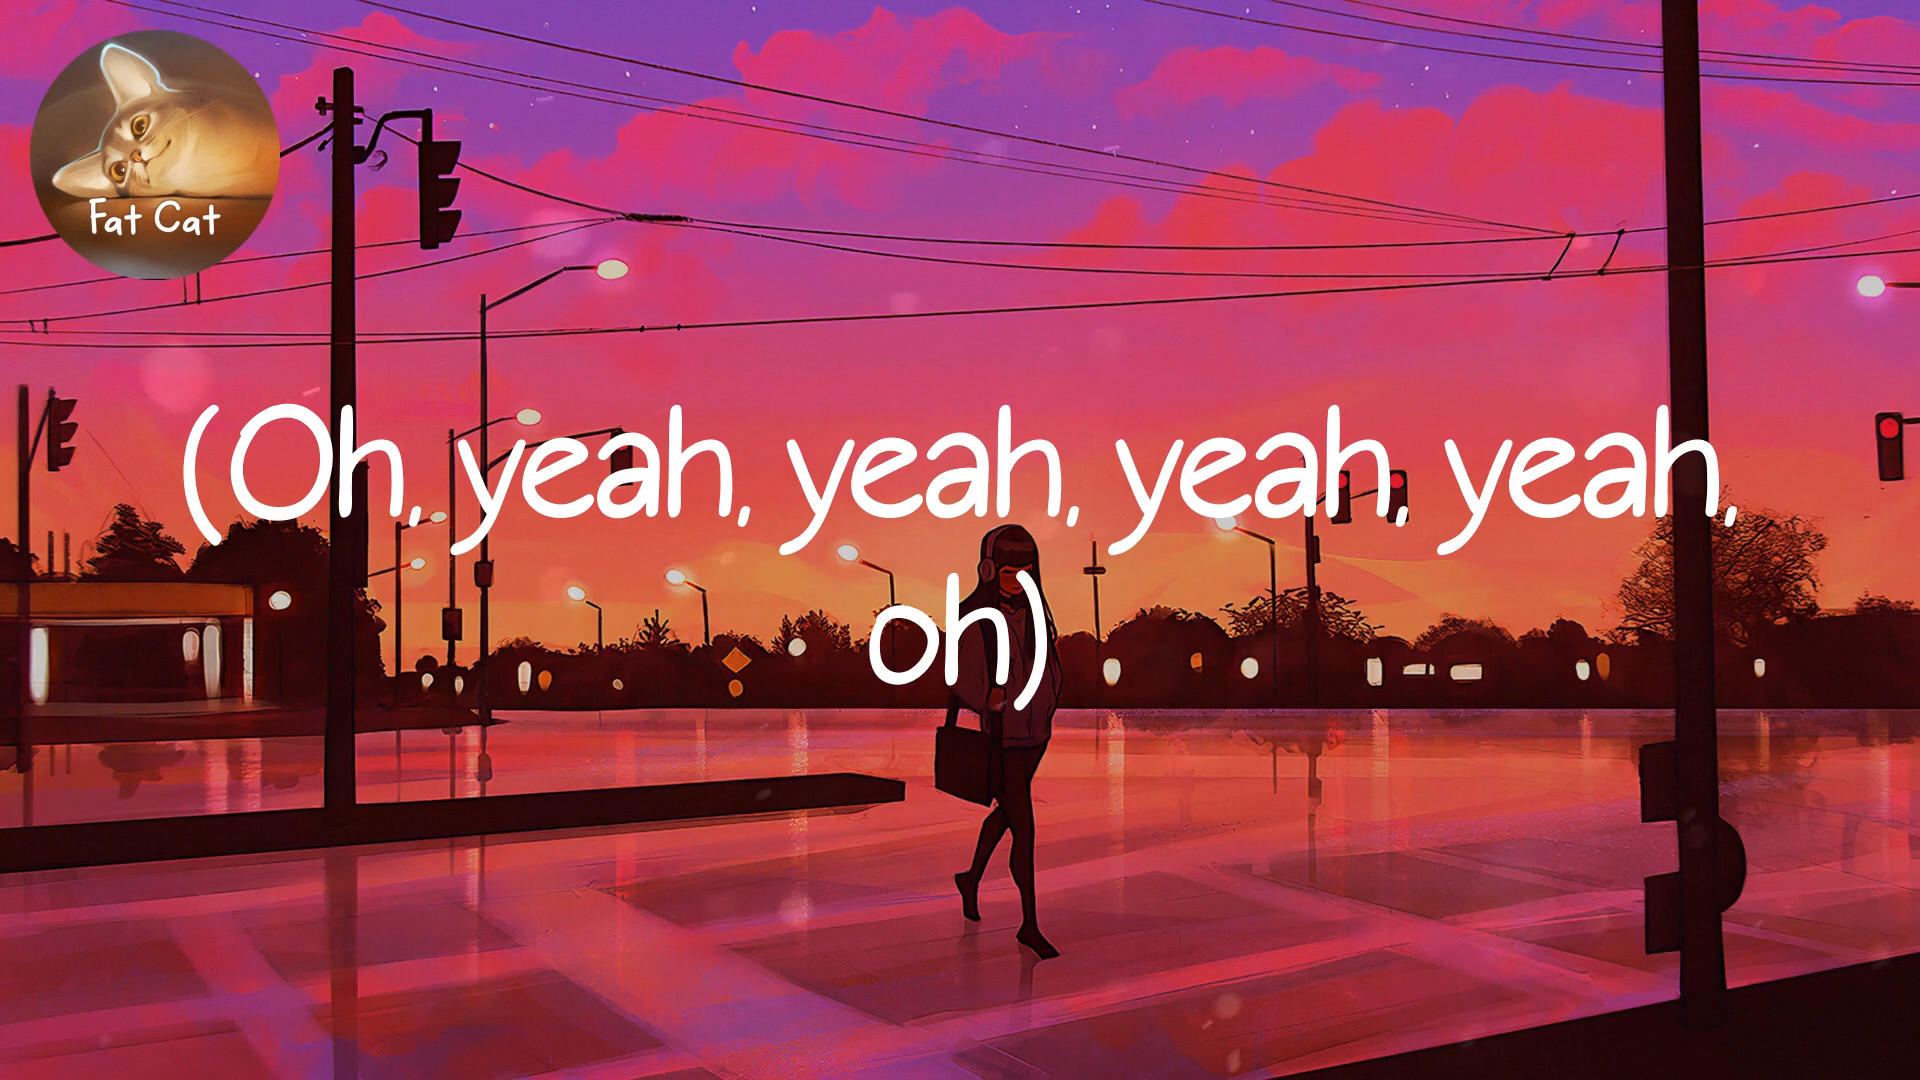 Fat Cat
(Oh, yeah, yeah, yeah, yeah,
oh)